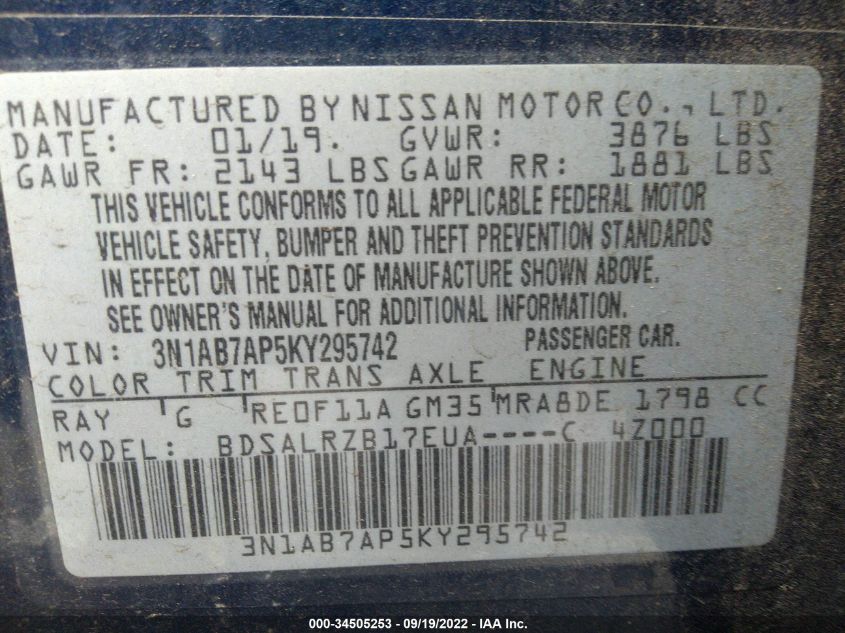 MANUFACTURED BY NISSAN MOTOR CO., LTD.
DATE: 01/19. GVWR: 3876 LBS
GAWR FR: 2143 LBS GAWR RR: 1881 LBS
THIS VEHICLE CONFORMS TO ALL APPLICABLE FEDERAL MOTOR
VEHICLE SAFETY, BUMPER AND THEFT PREVENTION STANDARDS
IN EFFECT ON THE DATE OF MANUFACTURE SHOWN ABOVE.
SEE OWNER'S MANUAL FOR ADDITIONAL INFORMATION.
VIN: 3N1AB7AP5KY295742 PASSENGER CAR.
COLOR TRIM TRANS AXLE ENGINE
RAY G RE0F11A GM35 MRA8DE 1798 CC
MODEL: BDSALRZB17EUA----C 4Z000
3N1AB7AP5KY295742
000-34505253 - 09/19/2022 - IAA Inc.